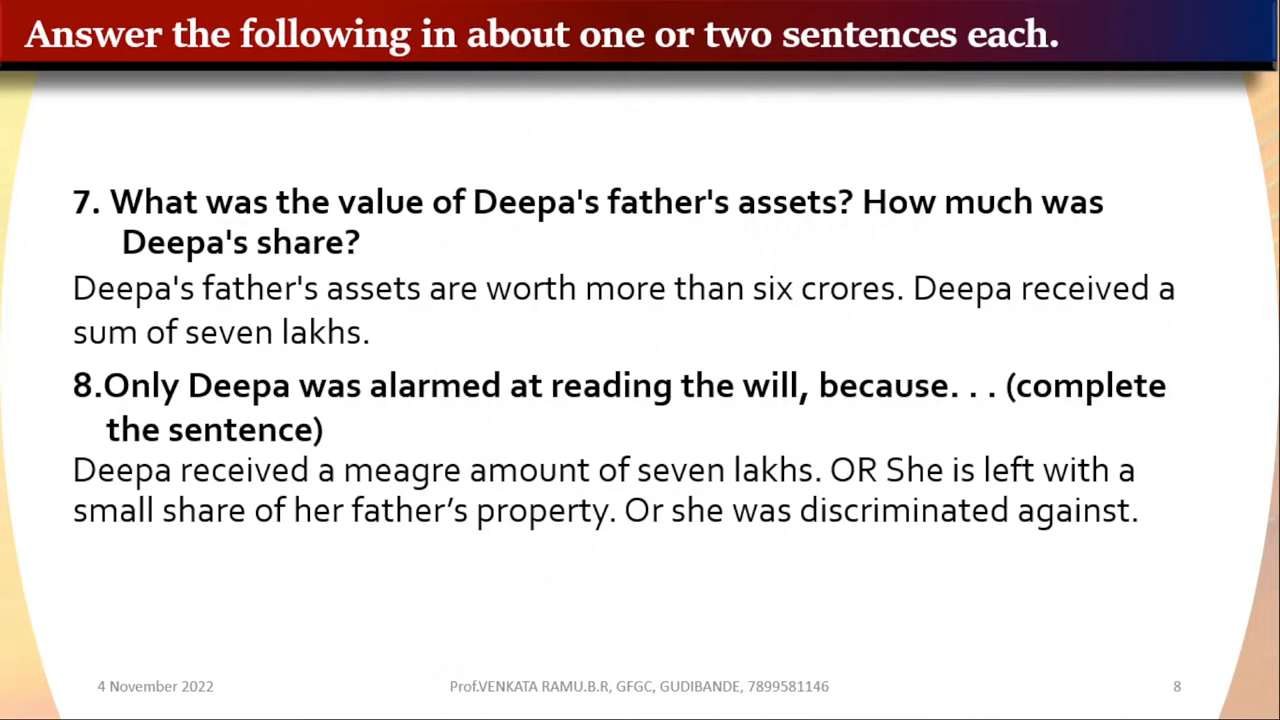 Answer the following in about one or two sentences each.
7. What was the value of Deepa's father's assets? How much was
Deepa's share?
Deepa's father's assets are worth more than six crores. Deepa received a
sum of seven lakhs.
8.Only Deepa was alarmed at reading the will, because. . . (complete
the sentence)
Deepa received a meagre amount of seven lakhs. OR She is left with a
small share of her father’s property. Or she was discriminated against.
4 November 2022
Prof.VENKATA RAMU.B.R, GFGC, GUDIBANDE, 7899581146
8